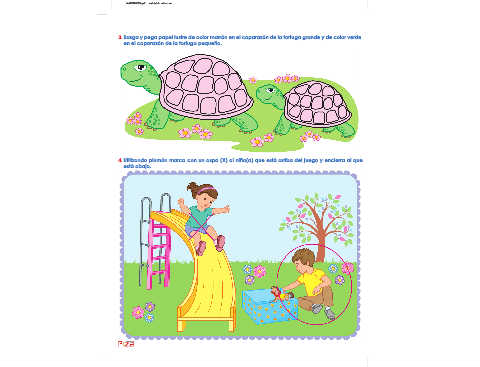 3. Rasga y pega papel lustre de color marrón en el caparazón de la tortuga grande y de color verde
en el caparazón de la tortuga pequeña.
4. Utilizando plumón marca con un aspa (X) al niño(a) que está arriba del juego y encierra al que
está abajo.